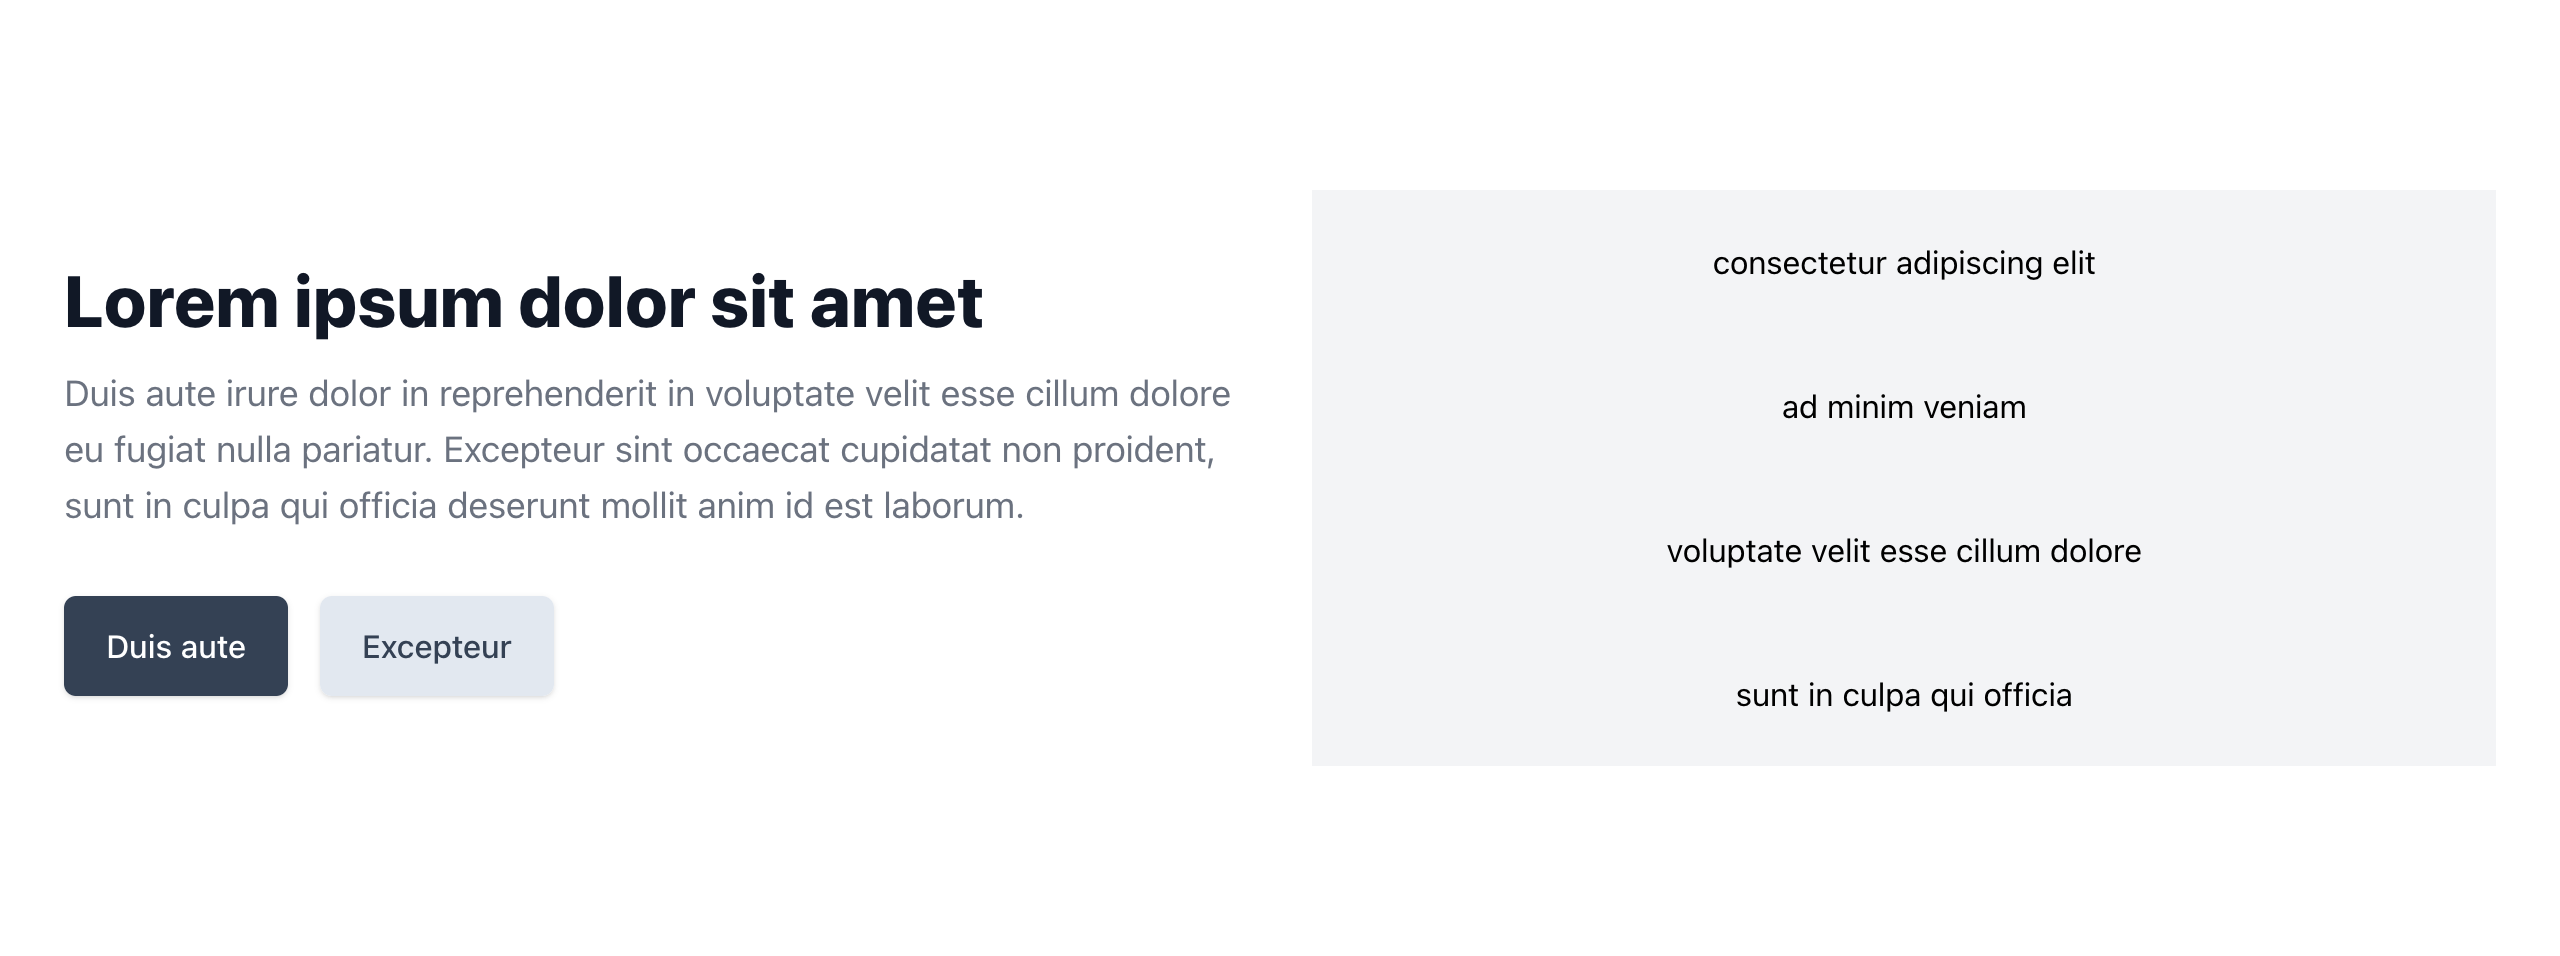 Lorem ipsum dolor sit amet
Duis aute irure dolor in reprehenderit in voluptate velit esse cillum dolore
eu fugiat nulla pariatur. Excepteur sint occaecat cupidatat non proident,
sunt in culpa qui officia deserunt mollit anim id est laborum.
Duis aute
Excepteur
consectetur adipiscing elit
ad minim veniam
voluptate velit esse cillum dolore
sunt in culpa qui officia